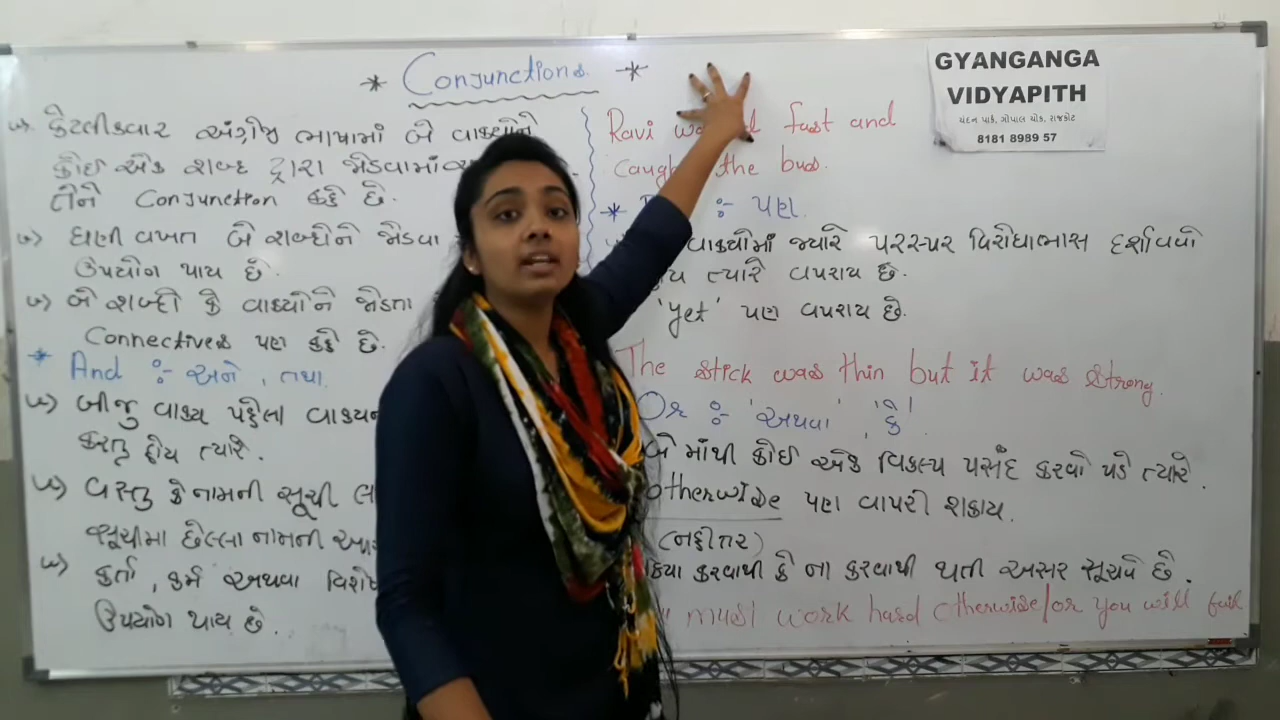 * Conjunctions *
કેટલીકવાર અંગ્રેજી ભાષામાં બે વાક્યોને
કોઈ એક શબ્દ દ્વારા જોડવામાં
તેને Conjunction કહે છે.
ઘણી વખત બે શબ્દોને જોડવા
ઉપયોગ થાય છે.
બે શબ્દો કે વાક્યોને જોડતા
Connectives પણ કહે છે.
* And :- અને , તથા
બીજુ વાક્ય પહેલા
કરતુ હોય ત્યારે.
વસ્તુ કે નામની સૂચી
સૂચીમા છેલ્લા નામની
કર્તા , કર્મ અથવા
ઉપયોગ થાય છે.
Ravi fast and
the bus.
* :- પણ
વાક્યોમાં જ્યારે પરસ્પર વિરોધાભાસ દર્શાવવો
ત્યારે વપરાય છે.
'yet' પણ વપરાય છે.
The stick was thin but it was strong.
Or :- 'અથવા' , 'કે'
બે માંથી કોઈ એક વિકલ્પ પસંદ કરવો પડે ત્યારે.
otherwise પણ વાપરી શકાય.
(નહીતર)
ક્રિયા કરવાથી કે ના કરવાથી થતી અસર સૂચવે છે.
must work hard otherwise/or you will fail
GYANGANGA
VIDYAPITH
ચંદન પાર્ક, ગોપાલ ચોક, રાજકોટ
8181 8989 57